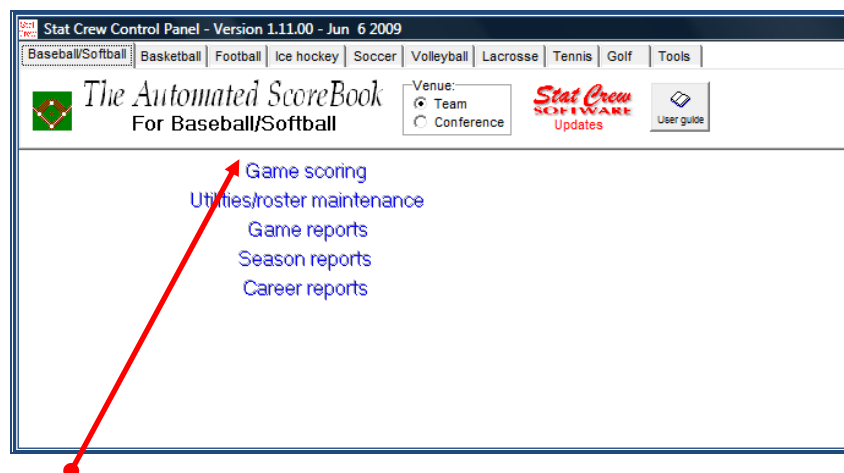 Stat Crew Stat Crew Control Panel - Version 1.11.00 - Jun 6 2009
Baseball/Softball Basketball Football Ice hockey Soccer Volleyball Lacrosse Tennis Golf Tools
The Automated ScoreBook
For Baseball/Softball
Venue:
Team
Conference
Stat Crew
SOFTWARE
Updates
User guide
Game scoring
Utilities/roster maintenance
Game reports
Season reports
Career reports